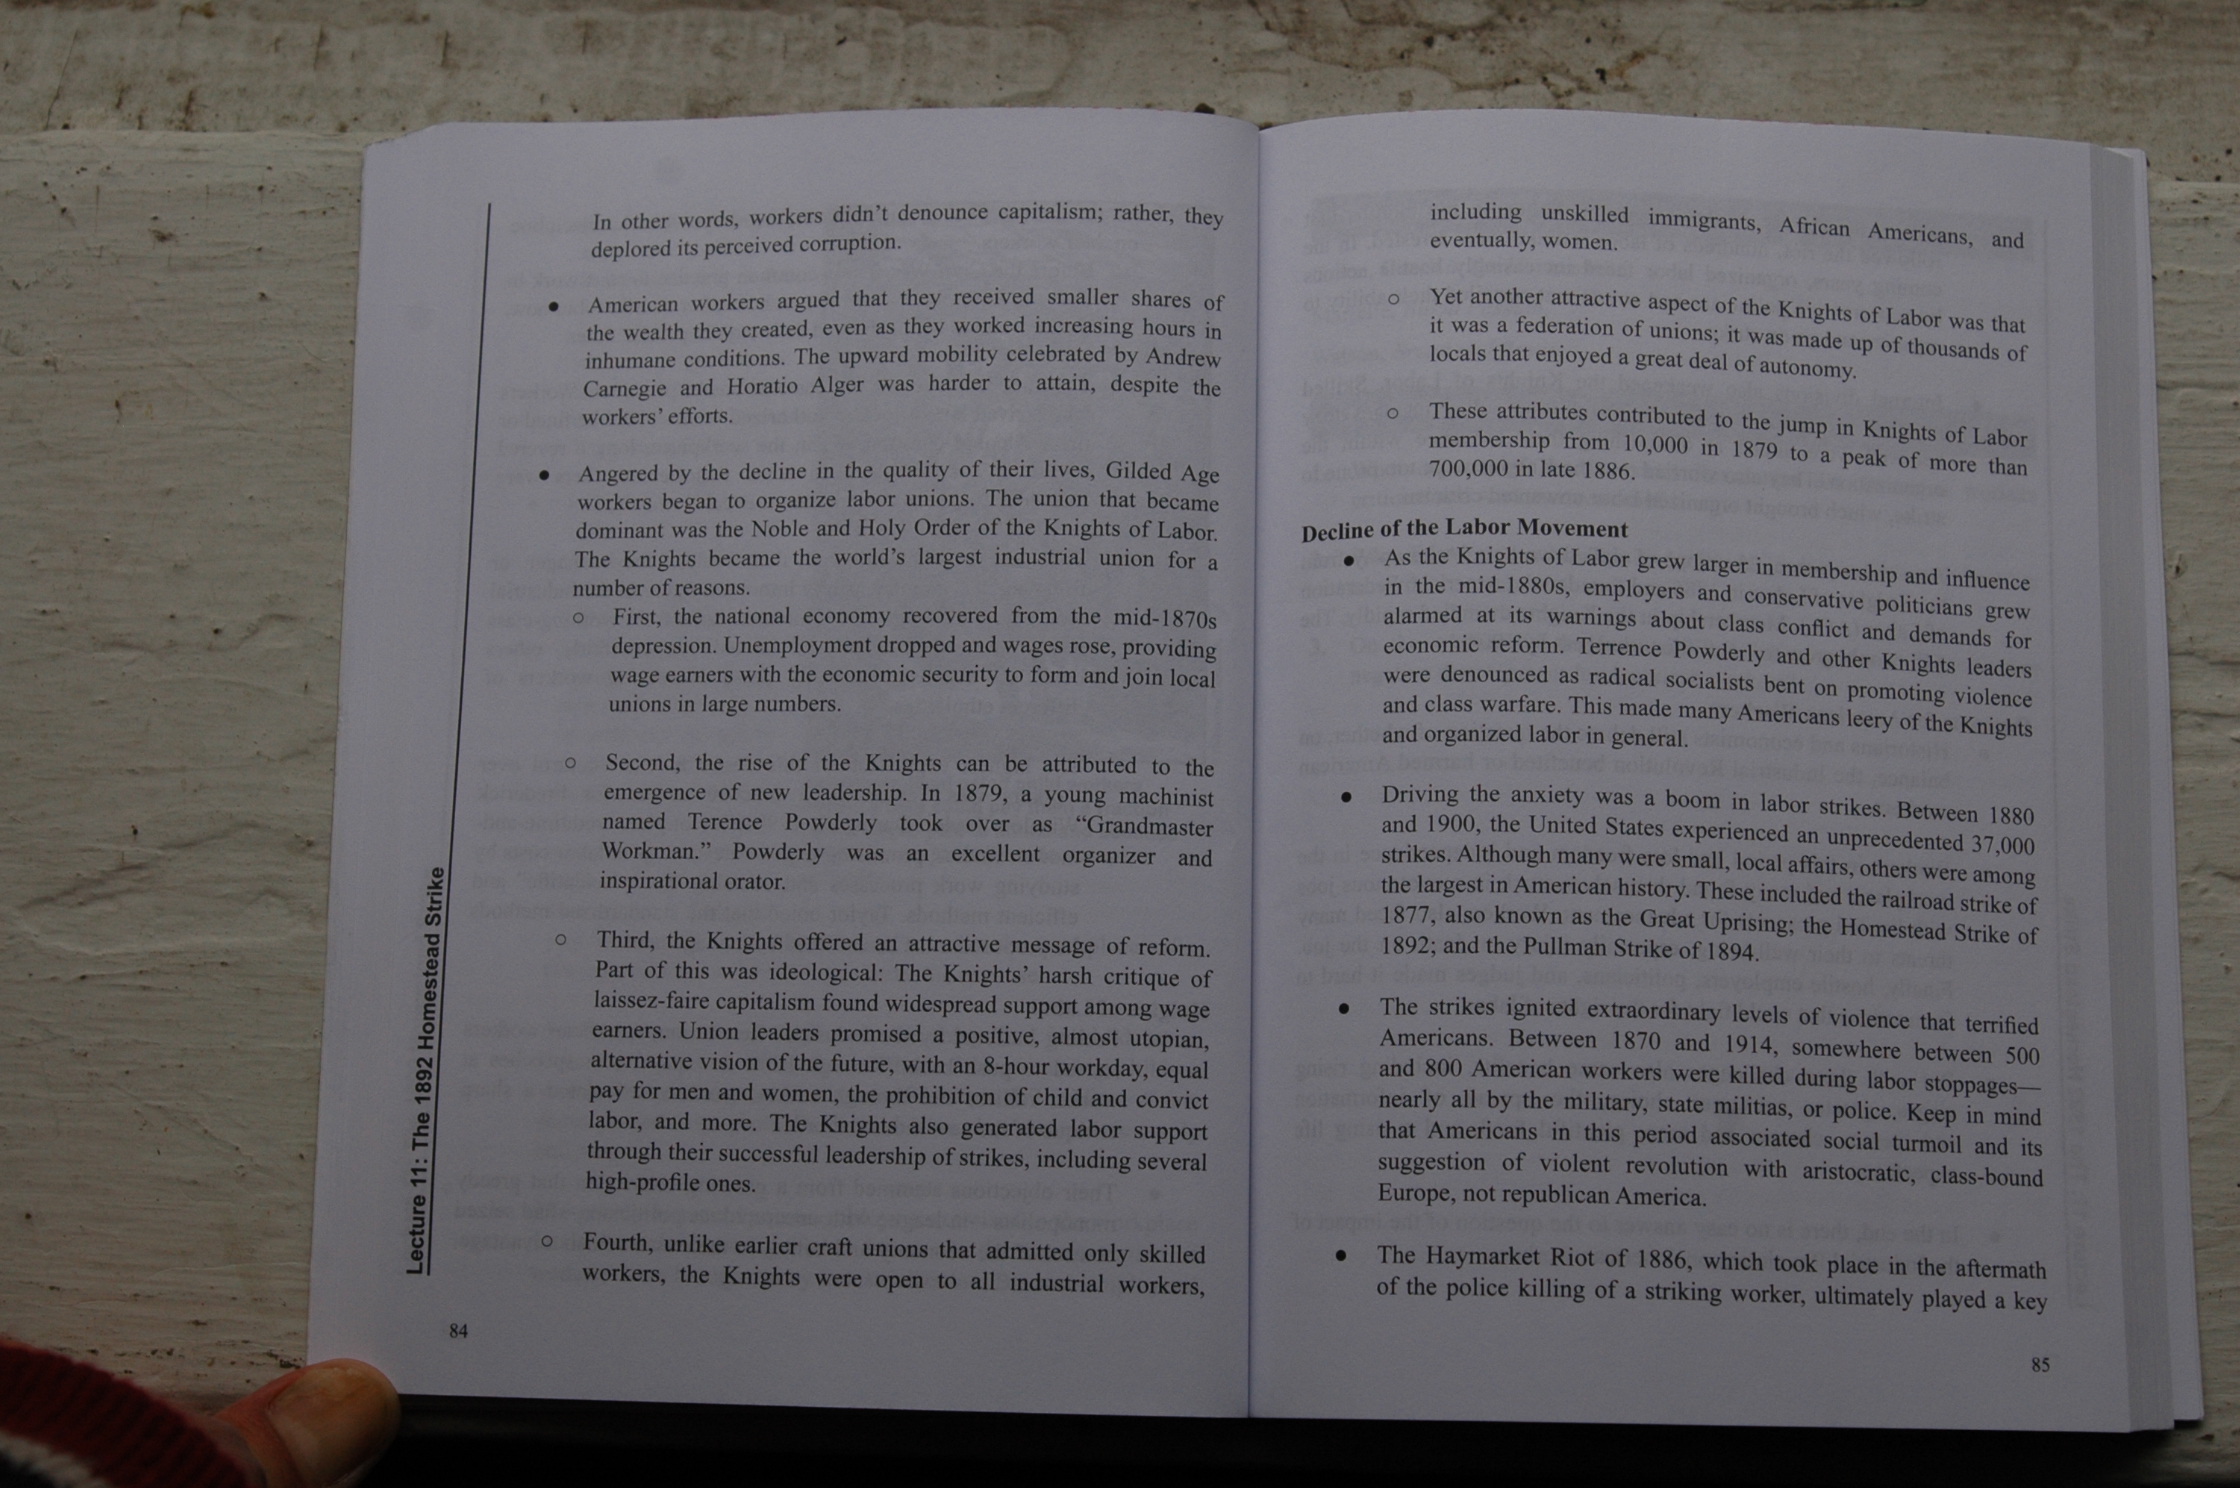 In other words, workers didn't denounce capitalism; rather, they
deplored its perceived corruption.
• American workers argued that they received smaller shares of
the wealth they created, even as they worked increasing hours in
inhumane conditions. The upward mobility celebrated by Andrew
Carnegie and Horatio Alger was harder to attain, despite the
workers' efforts.
• Angered by the decline in the quality of their lives, Gilded Age
workers began to organize labor unions. The union that became
dominant was the Noble and Holy Order of the Knights of Labor.
The Knights became the world's largest industrial union for a
number of reasons.
○ First, the national economy recovered from the mid-1870s
depression. Unemployment dropped and wages rose, providing
wage earners with the economic security to form and join local
unions in large numbers.
○ Second, the rise of the Knights can be attributed to the
emergence of new leadership. In 1879, a young machinist
named Terence Powderly took over as “Grandmaster
Workman.” Powderly was an excellent organizer and
inspirational orator.
○ Third, the Knights offered an attractive message of reform.
Part of this was ideological: The Knights' harsh critique of
laissez-faire capitalism found widespread support among wage
earners. Union leaders promised a positive, almost utopian,
alternative vision of the future, with an 8-hour workday, equal
pay for men and women, the prohibition of child and convict
labor, and more. The Knights also generated labor support
through their successful leadership of strikes, including several
high-profile ones.
○ Fourth, unlike earlier craft unions that admitted only skilled
workers, the Knights were open to all industrial workers,
Lecture 11: The 1892 Homestead Strike
84
including unskilled immigrants, African Americans, and
eventually, women.
○ Yet another attractive aspect of the Knights of Labor was that
it was a federation of unions; it was made up of thousands of
locals that enjoyed a great deal of autonomy.
○ These attributes contributed to the jump in Knights of Labor
membership from 10,000 in 1879 to a peak of more than
700,000 in late 1886.
Decline of the Labor Movement
• As the Knights of Labor grew larger in membership and influence
in the mid-1880s, employers and conservative politicians grew
alarmed at its warnings about class conflict and demands for
economic reform. Terrence Powderly and other Knights leaders
were denounced as radical socialists bent on promoting violence
and class warfare. This made many Americans leery of the Knights
and organized labor in general.
• Driving the anxiety was a boom in labor strikes. Between 1880
and 1900, the United States experienced an unprecedented 37,000
strikes. Although many were small, local affairs, others were among
the largest in American history. These included the railroad strike of
1877, also known as the Great Uprising; the Homestead Strike of
1892; and the Pullman Strike of 1894.
• The strikes ignited extraordinary levels of violence that terrified
Americans. Between 1870 and 1914, somewhere between 500
and 800 American workers were killed during labor stoppages—
nearly all by the military, state militias, or police. Keep in mind
that Americans in this period associated social turmoil and its
suggestion of violent revolution with aristocratic, class-bound
Europe, not republican America.
• The Haymarket Riot of 1886, which took place in the aftermath
of the police killing of a striking worker, ultimately played a key
85